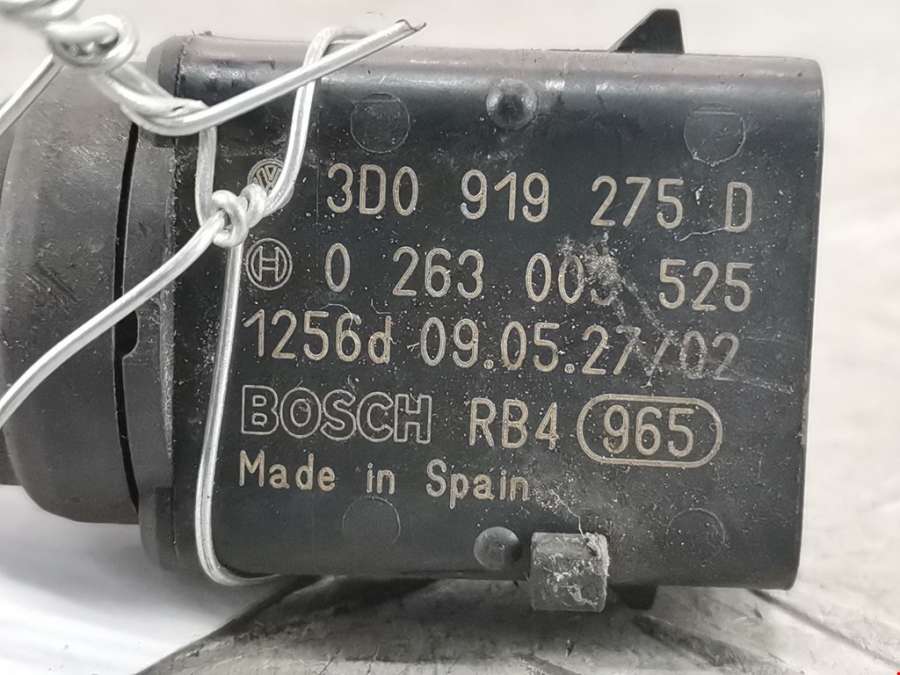 3D0 919 275 D
0 263 003 525
1256d 09.05.27/02
BOSCH RB4 965
Made in Spain